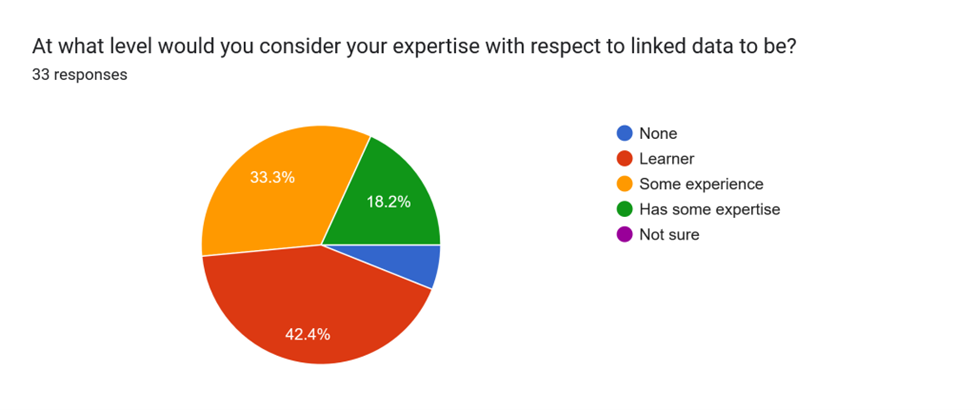 At what level would you consider your expertise with respect to linked data to be?
33 responses
33.3%
18.2%
42.4%
None
Learner
Some experience
Has some expertise
Not sure